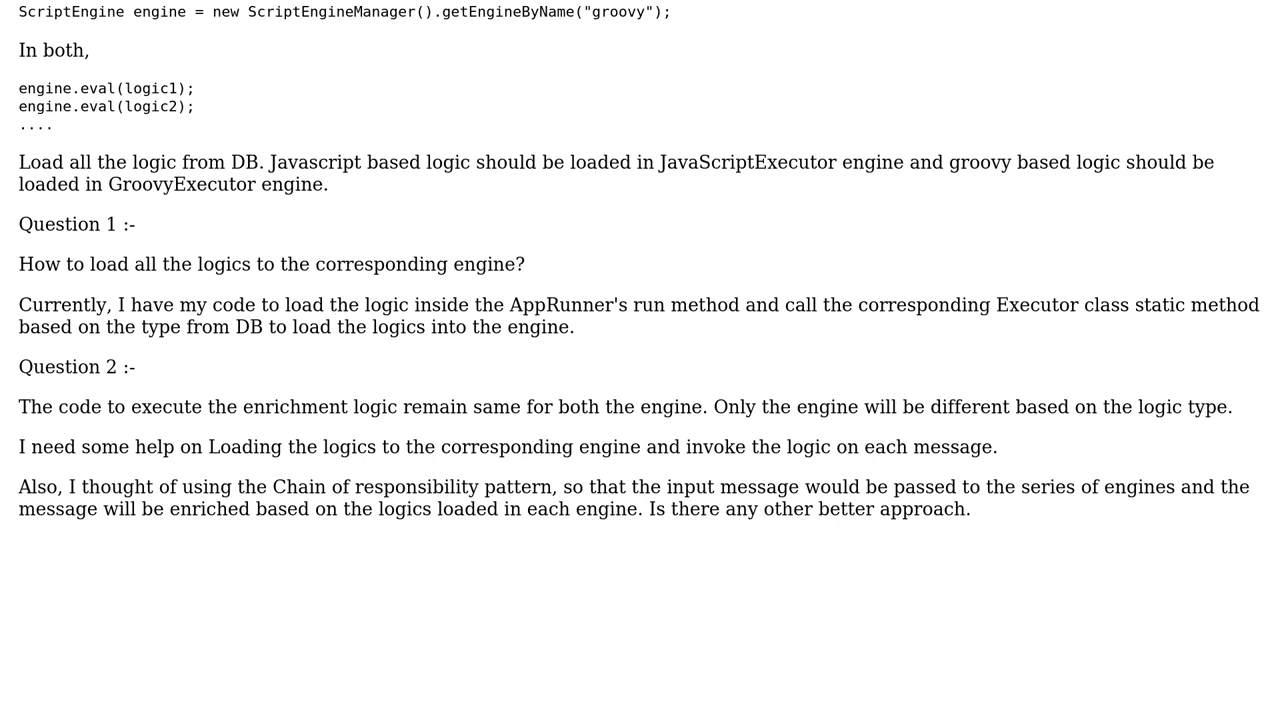 ScriptEngine engine = new ScriptEngineManager().getEngineByName("groovy");
In both,
engine.eval(logic1);
engine.eval(logic2);
....
Load all the logic from DB. Javascript based logic should be loaded in JavaScriptExecutor engine and groovy based logic should be
loaded in GroovyExecutor engine.
Question 1 :-
How to load all the logics to the corresponding engine?
Currently, I have my code to load the logic inside the AppRunner's run method and call the corresponding Executor class static method
based on the type from DB to load the logics into the engine.
Question 2 :-
The code to execute the enrichment logic remain same for both the engine. Only the engine will be different based on the logic type.
I need some help on Loading the logics to the corresponding engine and invoke the logic on each message.
Also, I thought of using the Chain of responsibility pattern, so that the input message would be passed to the series of engines and the
message will be enriched based on the logics loaded in each engine. Is there any other better approach.